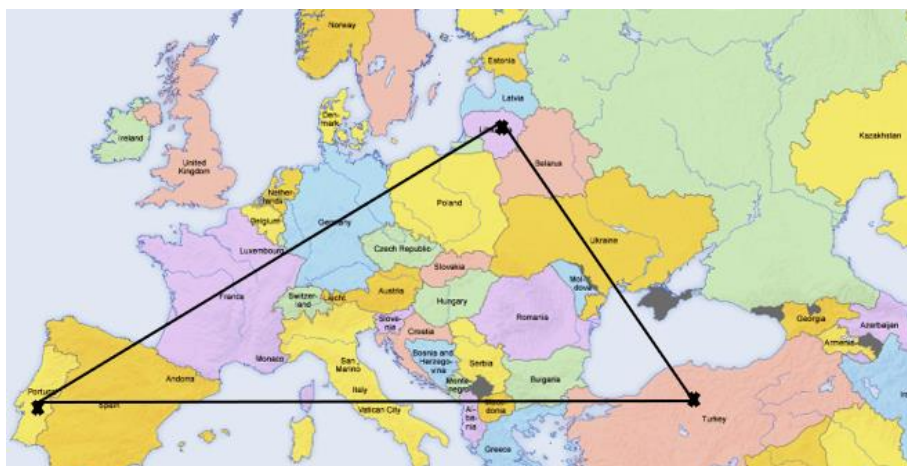 Norway
Estonia
Latvia
Den-
mark
Ireland
United
Kingdom
Belarus
Kazakhstan
Nether-
lands
Poland
Belgium
Germany
Luxembourg
Ukraine
Czech Republic
Slovakia
Mol-
dova
France
Switzer-
land
Liecht.
Austria
Hungary
Slove-
nia
Romania
Croatia
Georgia
Azerbaijan
Armenia
Monaco
San
Marino
Bosnia and
Herzego-
vina
Serbia
Andorra
Italy
Monte-
negro
Bulgaria
Portugal
Spain
Vatican City
Al-
ba-
nia
Turkey
Greece